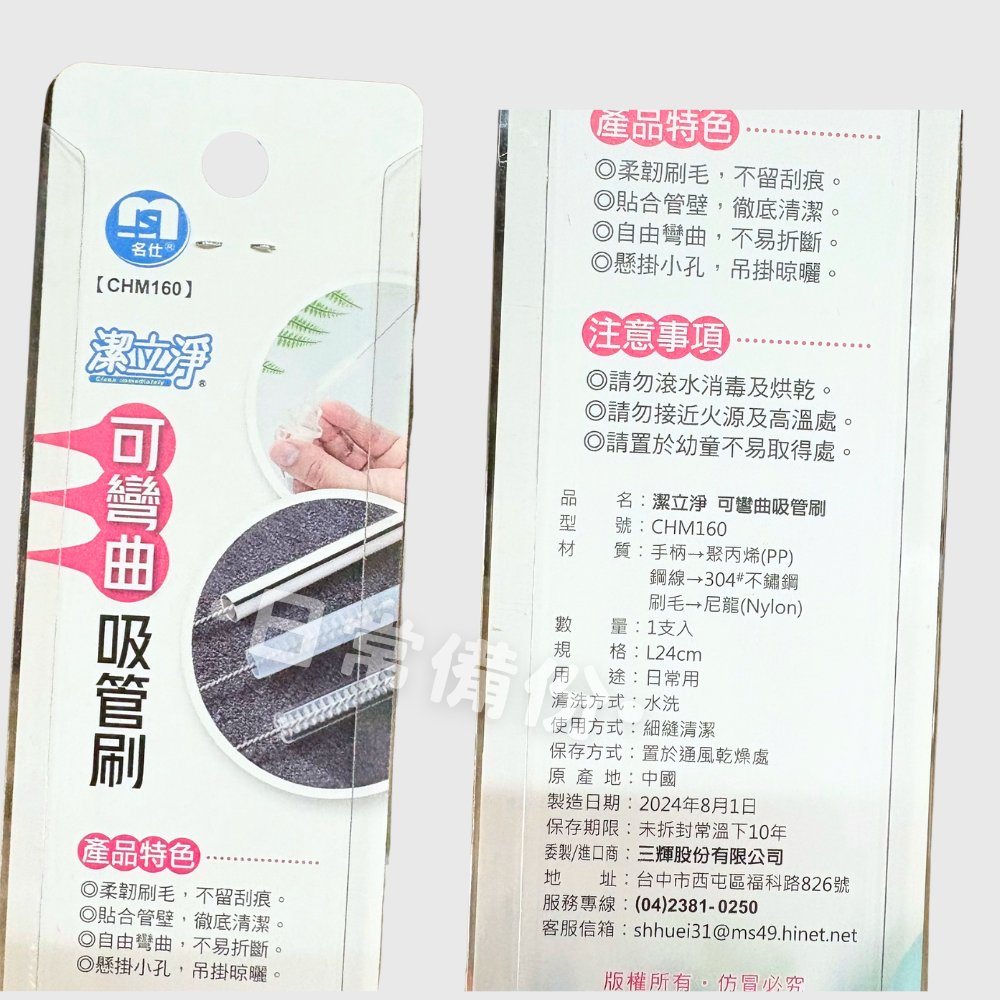 名仕®
【CHM160】
潔立淨®
Clean immediately
可彎曲
吸管刷
產品特色
◎柔韌刷毛，不留刮痕。
◎貼合管壁，徹底清潔。
◎自由彎曲，不易折斷。
◎懸掛小孔，吊掛晾曬。
產品特色
◎柔韌刷毛，不留刮痕。
◎貼合管壁，徹底清潔。
◎自由彎曲，不易折斷。
◎懸掛小孔，吊掛晾曬。
注意事項
◎請勿滾水消毒及烘乾。
◎請勿接近火源及高溫處。
◎請置於幼童不易取得處。
品名：潔立淨 可彎曲吸管刷
型號：CHM160
材質：手柄→聚丙烯(PP)
鋼線→304#不鏽鋼
刷毛→尼龍(Nylon)
數量：1支入
規格：L24cm
用途：日常用
清洗方式：水洗
使用方式：細縫清潔
保存方式：置於通風乾燥處
原產地：中國
製造日期：2024年8月1日
保存期限：未拆封常溫下10年
委製/進口商：三輝股份有限公司
地址：台中市西屯區福科路826號
服務專線：(04)2381-0250
客服信箱：shhuei31@ms49.hinet.net
版權所有．仿冒必究
日常備份